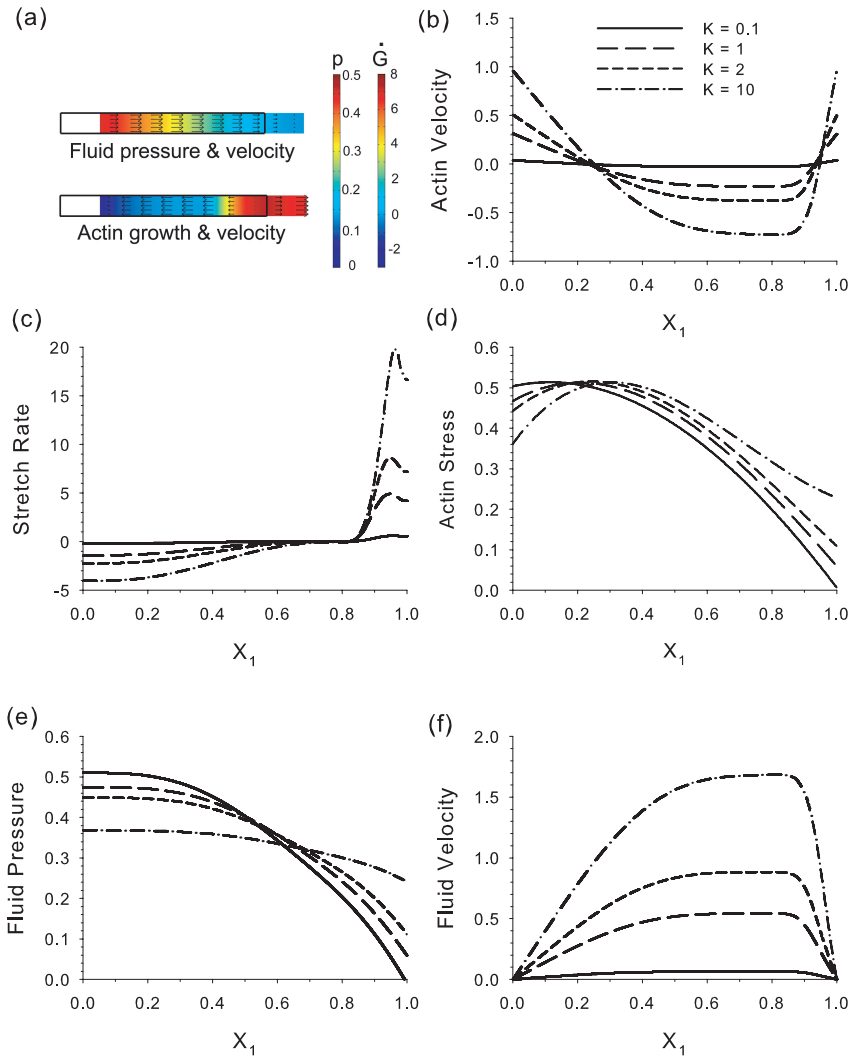 (a)
p
Ġ
0.5
0.4
0.3
0.2
0.1
0
8
6
4
2
0
-2
Fluid pressure & velocity
Actin growth & velocity
(b)
K = 0.1
K = 1
K = 2
K = 10
Actin Velocity
1.5
1.0
0.5
0.0
-0.5
-1.0
0.0 0.2 0.4 0.6 0.8 1.0
X1
(c)
Stretch Rate
20
15
10
5
0
-5
0.0 0.2 0.4 0.6 0.8 1.0
X1
(d)
Actin Stress
0.6
0.5
0.4
0.3
0.2
0.1
0.0
0.0 0.2 0.4 0.6 0.8 1.0
X1
(e)
Fluid Pressure
0.6
0.5
0.4
0.3
0.2
0.1
0.0
0.0 0.2 0.4 0.6 0.8 1.0
X1
(f)
Fluid Velocity
2.0
1.5
1.0
0.5
0.0
0.0 0.2 0.4 0.6 0.8 1.0
X1